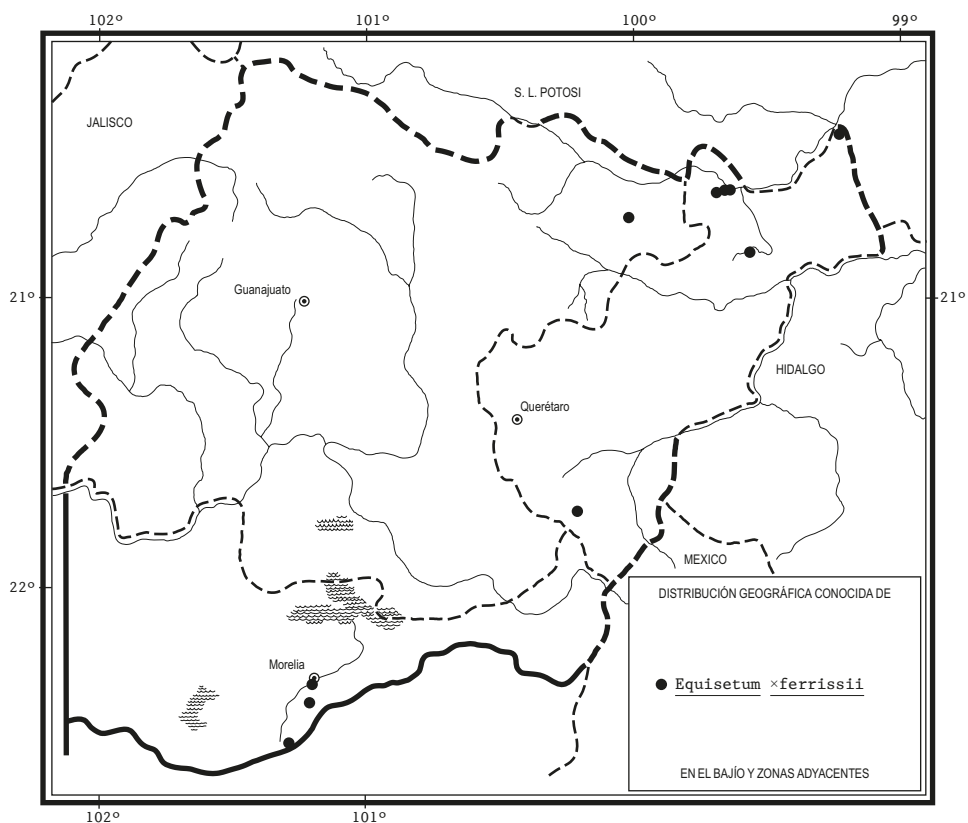 102° 101° 100° 99°
S. L. POTOSI
JALISCO
Guanajuato
21° 21°
HIDALGO
Querétaro
MEXICO
22°
DISTRIBUCIÓN GEOGRÁFICA CONOCIDA DE
Morelia
Equisetum ×ferrissii
EN EL BAJÍO Y ZONAS ADYACENTES
102° 101°